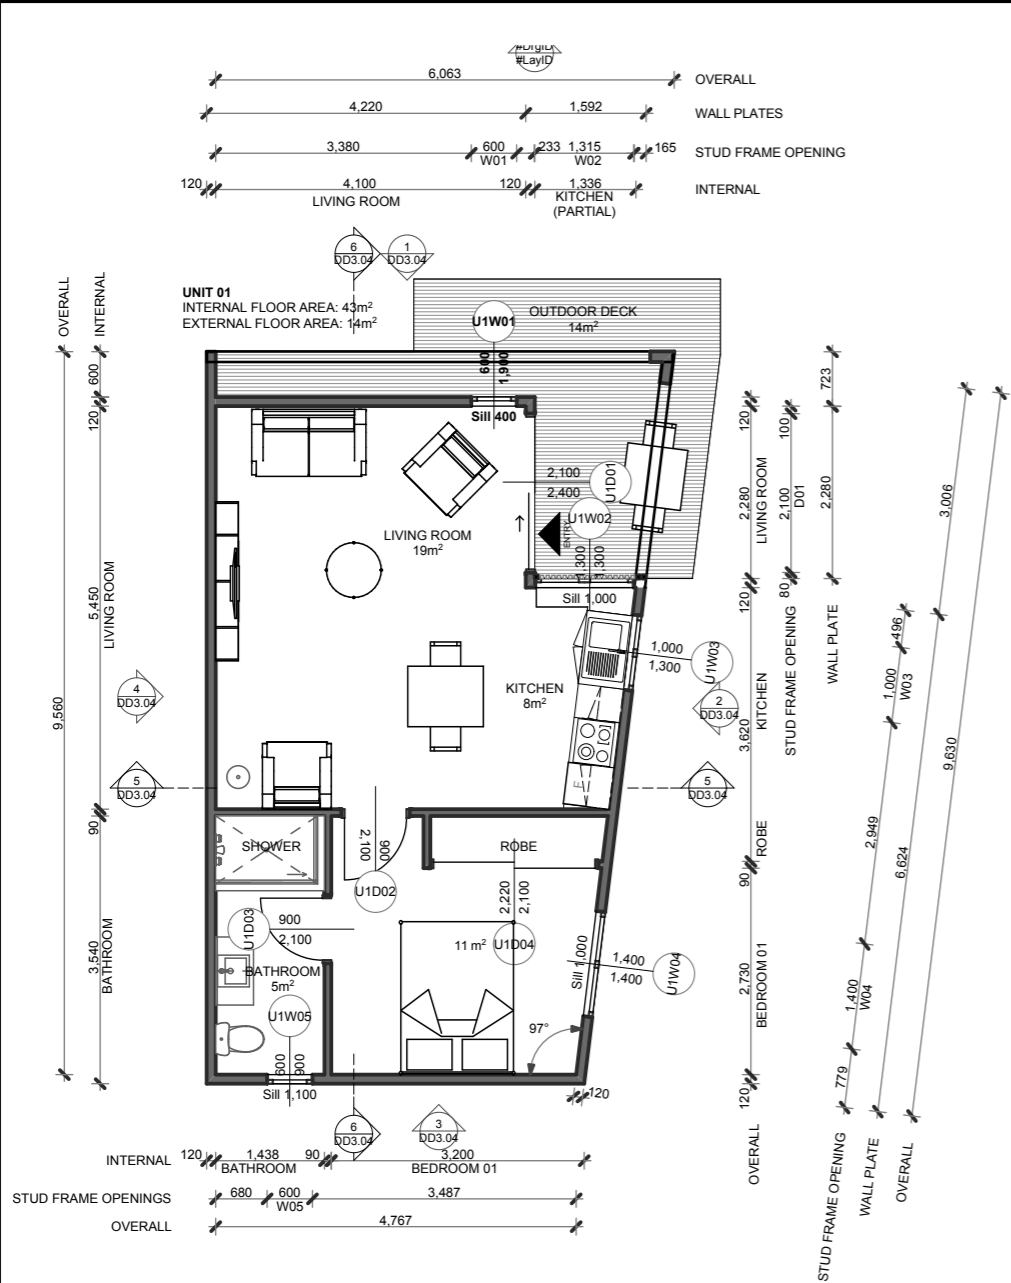 #LayID
6,063
OVERALL
4,220
1,592
WALL PLATES
3,380
600
233
1,315
165
STUD FRAME OPENING
W01
W02
120
4,100
120
1,336
INTERNAL
LIVING ROOM
KITCHEN
(PARTIAL)
6
DD3.04
1
DD3.04
OVERALL
INTERNAL
UNIT 01
INTERNAL FLOOR AREA: 43m²
EXTERNAL FLOOR AREA: 14m²
OUTDOOR DECK
14m²
U1W01
600
1,900
Sill 400
600
120
5,450
LIVING ROOM
9,560
90
3,540
BATHROOM
2,100
2,400
U1D01
U1W02
ENTRY
1,300
1,300
Sill 1,000
LIVING ROOM
19m²
KITCHEN
8m²
F
1,000
1,300
U1W03
4
DD3.04
2
DD3.04
5
DD3.04
5
DD3.04
723
120
100
2,280
LIVING ROOM
2,100
D01
2,280
120
80
STUD FRAME OPENING
WALL PLATE
3,620
KITCHEN
ROBE
90
2,730
BEDROOM 01
120
OVERALL
3,006
496
1,000
W03
9,630
2,949
6,624
1,400
W04
779
STUD FRAME OPENING
WALL PLATE
OVERALL
SHOWER
2,100
900
U1D02
ROBE
2,220
2,100
U1D03
900
2,100
11 m²
U1D04
BATHROOM
5m²
Sill 1,000
1,400
1,400
U1W04
U1W05
600
900
Sill 1,100
97°
120
6
DD3.04
3
DD3.04
INTERNAL
120
1,438
90
3,200
BATHROOM
BEDROOM 01
STUD FRAME OPENINGS
680
600
3,487
W05
OVERALL
4,767